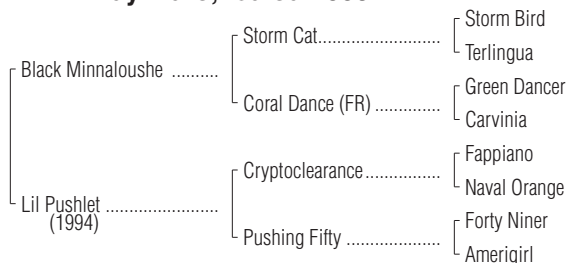 Storm Bird
Storm Cat........................
Terlingua
Black Minnaloushe ..........
Green Dancer
Coral Dance (FR) ..............
Carvinia
Fappiano
Cryptoclearance................
Naval Orange
Lil Pushlet .......................
(1994)
Forty Niner
Pushing Fifty ....................
Amerigirl